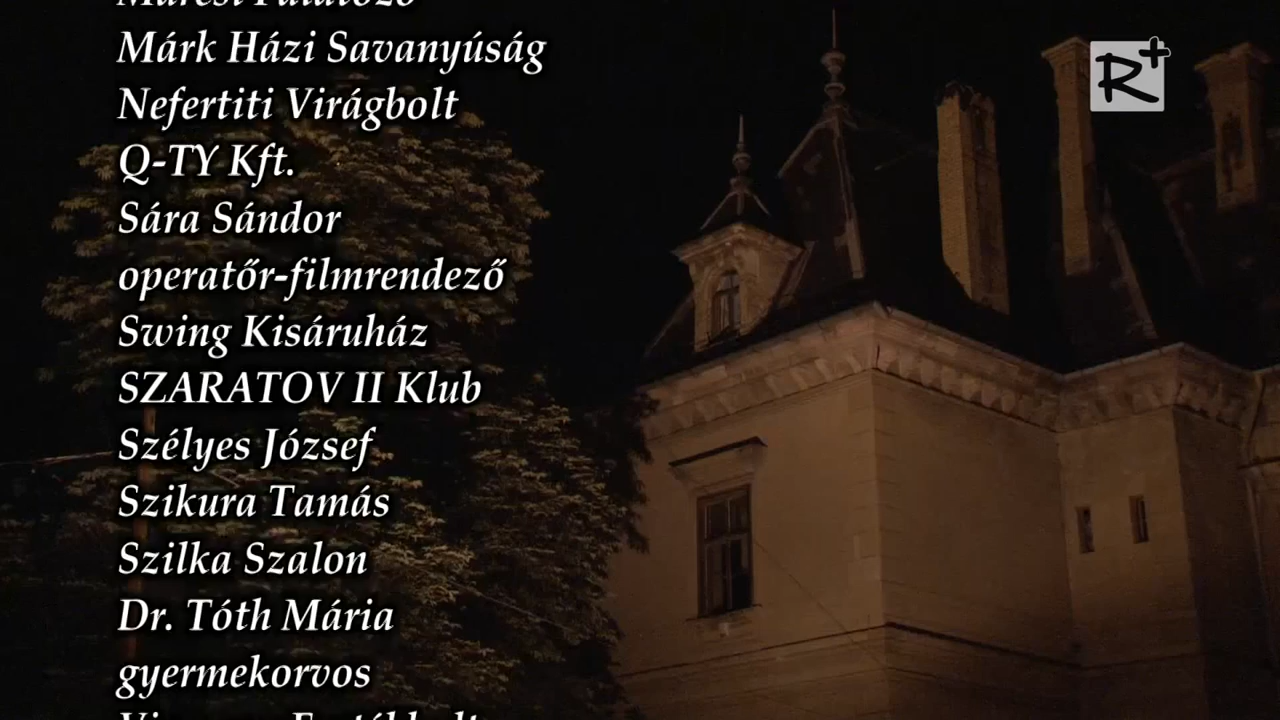 Márk Házi Savanyúság
Nefertiti Virágbolt
Q-TY Kft.
Sára Sándor
operatőr-filmrendező
Swing Kisáruház
SZARATOV II Klub
Szélyes József
Szikura Tamás
Szilka Szalon
Dr. Tóth Mária
gyermekorvos
R+